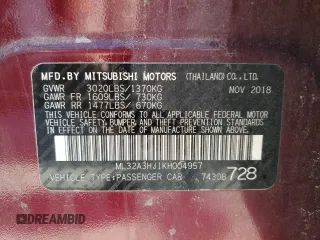 MFD.BY MITSUBISHI MOTORS (THAILAND)CO.,LTD.
GVWR 3020LBS/1370KG NOV 2018
GAWR FR 1609LBS/ 730KG
GAWR RR 1477LBS/ 670KG
THIS VEHICLE CONFORMS TO ALL APPLICABLE
FEDERAL MOTOR VEHICLE SAFETY, BUMPER, AND
THEFT PREVENTION STANDARDS IN EFFECT ON
THE DATE OF MANUFACTURE SHOWN ABOVE.
ML32A3HJ1KH004957
VEHICLE TYPE:PASSENGER CAR 728
DREAMBID